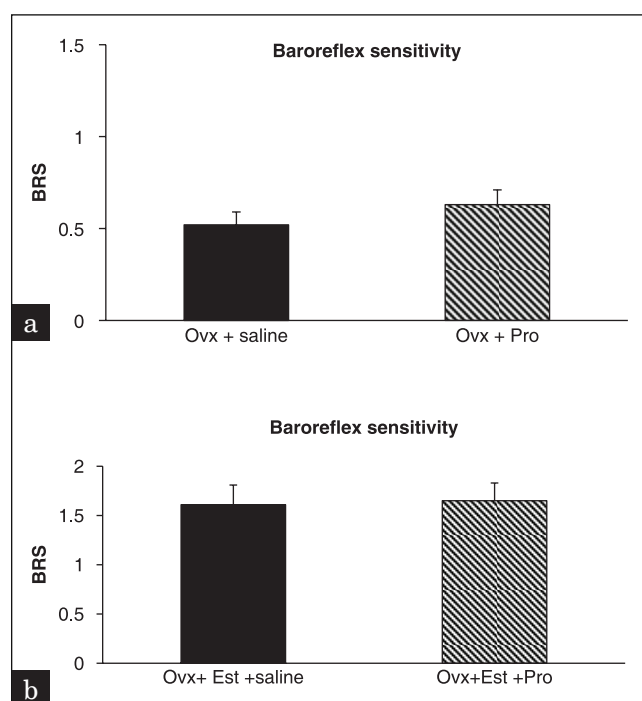 Baroreflex sensitivity
1.5
1
0.5
0
BRS
Ovx + saline
Ovx + Pro
a
Baroreflex sensitivity
2
1.5
1
0.5
0
BRS
Ovx+ Est +saline
Ovx+Est +Pro
b